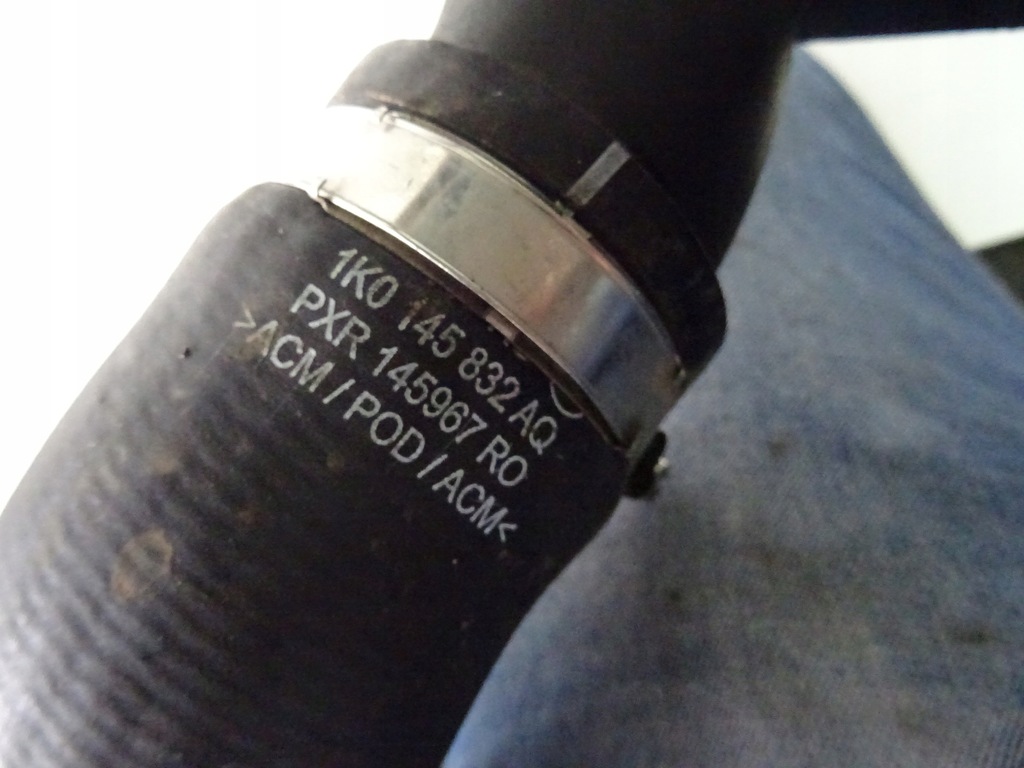 1K0 145 832 AQ
PXR 145967 RO
>ACM / POD / ACM<